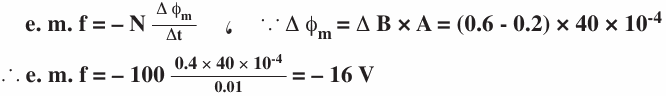 e. m. f = – N Δ ϕm / Δt ، ∵ Δ ϕm = Δ B × A = (0.6 - 0.2) × 40 × 10⁻⁴
∴ e. m. f = – 100 0.4 × 40 × 10⁻⁴ / 0.01 = – 16 V